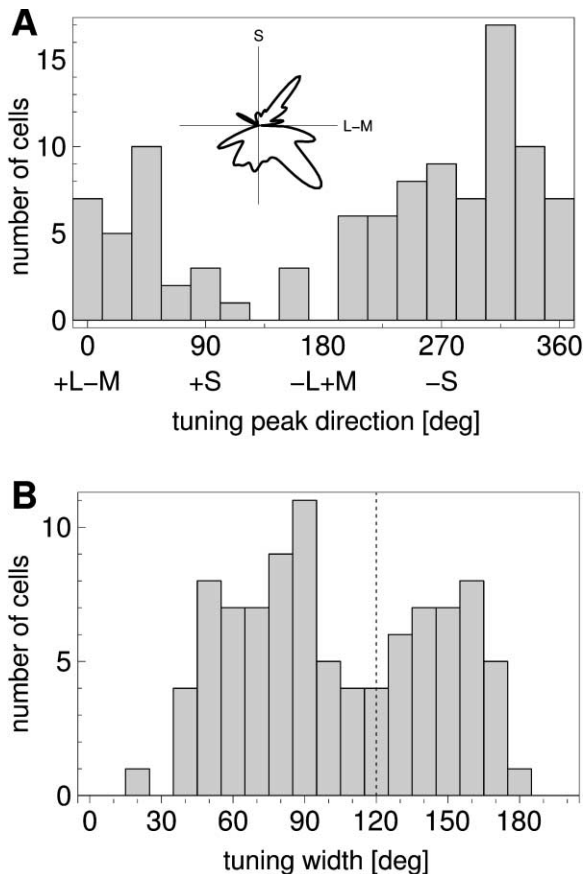 A
S
L−M
15
10
5
0
number of cells
0 90 180 270 360
+L−M +S −L+M −S
tuning peak direction [deg]
B
10
5
0
number of cells
0 30 60 90 120 150 180
tuning width [deg]